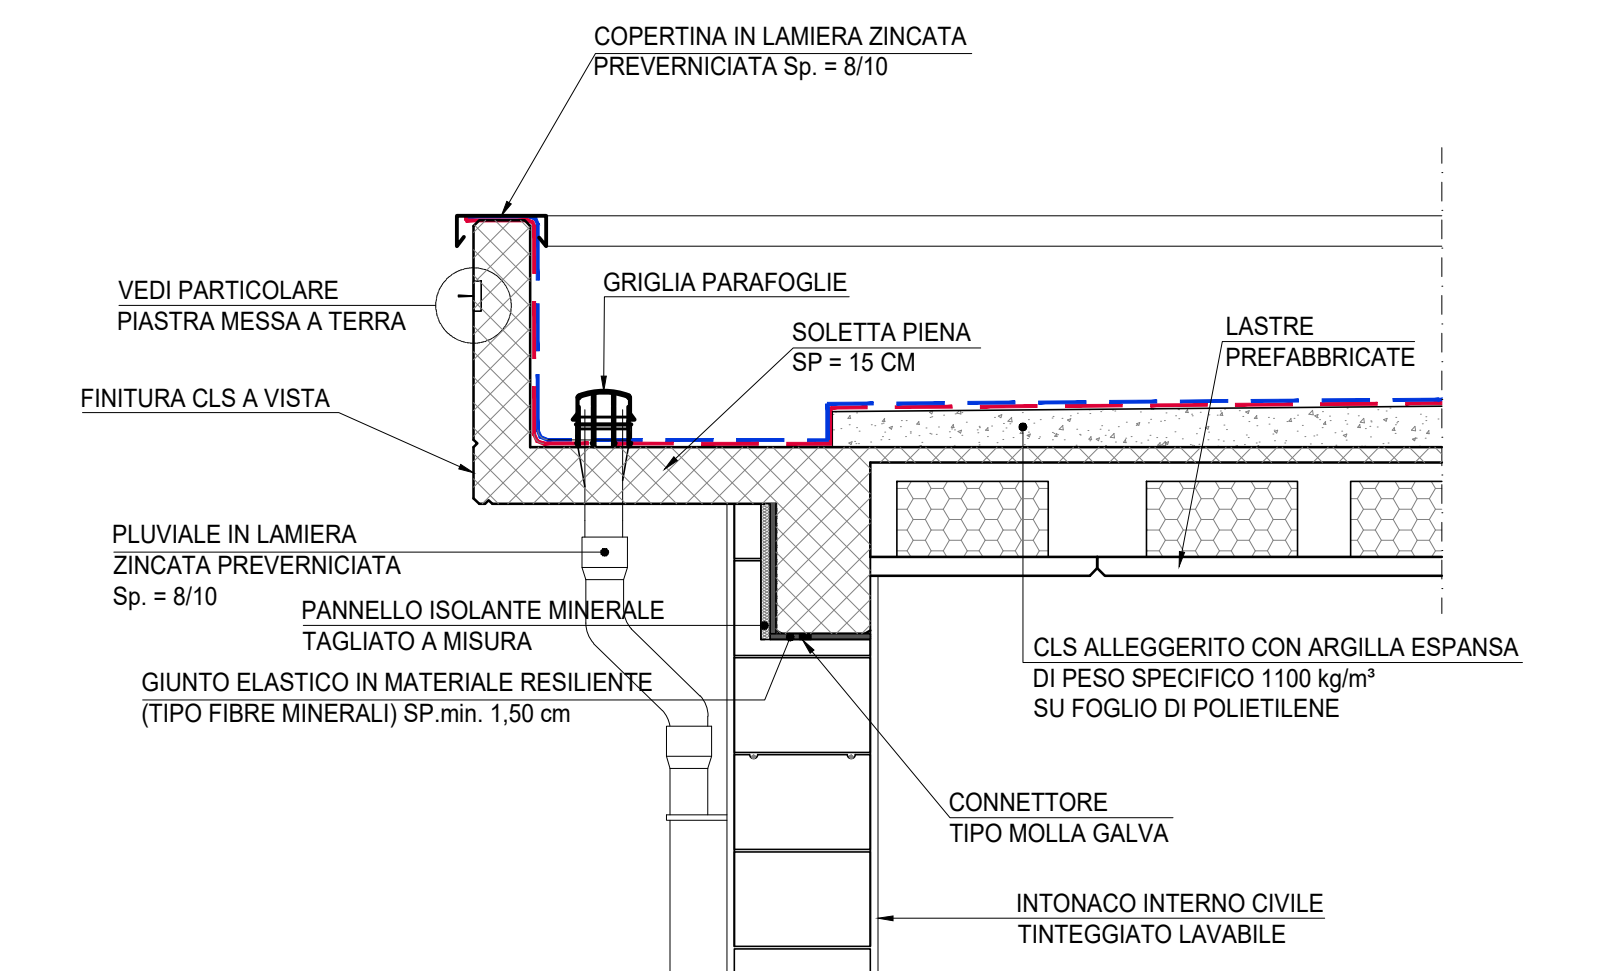 COPERTINA IN LAMIERA ZINCATA
PREVERNICIATA Sp. = 8/10
VEDI PARTICOLARE
PIASTRA MESSA A TERRA
GRIGLIA PARAFOGLIE
SOLETTA PIENA
SP = 15 CM
LASTRE
PREFABBRICATE
FINITURA CLS A VISTA
PLUVIALE IN LAMIERA
ZINCATA PREVERNICIATA
Sp. = 8/10
PANNELLO ISOLANTE MINERALE
TAGLIATO A MISURA
GIUNTO ELASTICO IN MATERIALE RESILIENTE
(TIPO FIBRE MINERALI) SP.min. 1,50 cm
CLS ALLEGGERITO CON ARGILLA ESPANSA
DI PESO SPECIFICO 1100 kg/m³
SU FOGLIO DI POLIETILENE
CONNETTORE
TIPO MOLLA GALVA
INTONACO INTERNO CIVILE
TINTEGGIATO LAVABILE